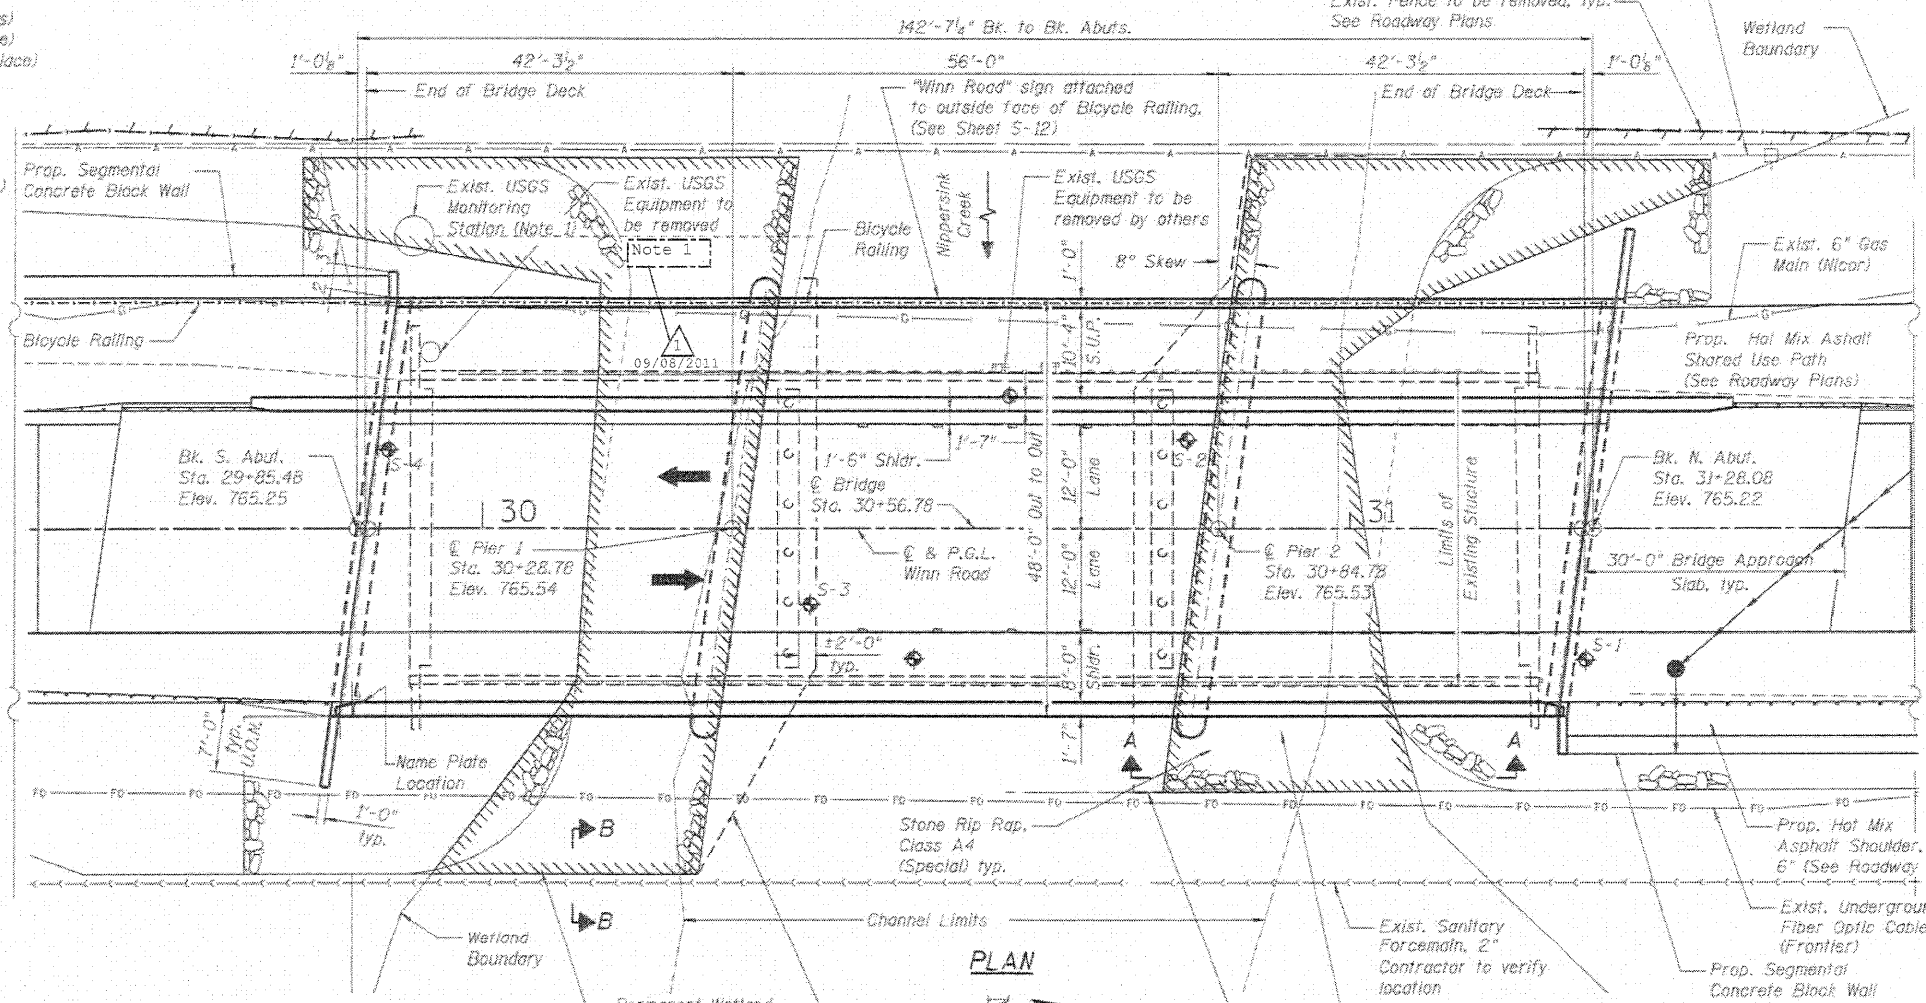 142'-7¼" Bk. to Bk. Abuts.
See Roadway Plans
Wetland
Boundary
1'-0⅛"
42'-3½"
56'-0"
42'-3½"
1'-0⅛"
End of Bridge Deck
"Winn Road" sign attached
to outside face of Bicycle Railing.
(See Sheet S-12)
End of Bridge Deck
Prop. Segmental
Concrete Block Wall
Exist. USGS
Monitoring
Station (Note 1)
Exist. USGS
Equipment to
be removed
Note 1
Bicycle
Railing
Nippersink
Creek
Exist. USGS
Equipment to be
removed by others
8° Skew
1'-0"
Exist. 6" Gas
Main (Nicor)
Bicycle Railing
1
09/08/2011
10'-4"
S.U.P.
Prop. Hot Mix Asphalt
Shared Use Path
(See Roadway Plans)
Bk. S. Abut.
Sta. 29+85.48
Elev. 765.25
S-4
30
1'-7"
1'-6" Shldr.
℄ Bridge
Sta. 30+56.78
48'-0" Out to Out
12'-0"
Lane
S-2
31
Limits of
Existing Stucture
Bk. N. Abut.
Sta. 31+28.08
Elev. 765.22
℄ Pier 1
Sta. 30+28.78
Elev. 765.54
℄ & P.G.L.
Winn Road
12'-0"
Lane
℄ Pier 2
Sta. 30+84.78
Elev. 765.53
30'-0" Bridge Approach
Slab, typ.
S-3
±2'-0"
typ.
8'-0"
Shldr.
S-1
7'-0"
typ.
U.O.N.
Name Plate
Location
1'-7"
A
A
1'-0"
typ.
B
Stone Rip Rap,
Class A4
(Special) typ.
Prop. Hot Mix
Asphalt Shoulder,
6" (See Roadway
B
Channel Limits
Wetland
Boundary
PLAN
Exist. Sanitary
Forcemain, 2"
Contractor to verify
location
Exist. Undergrou
Fiber Optic Cable
(Frontier)
Prop. Segmental
Concrete Block Wall